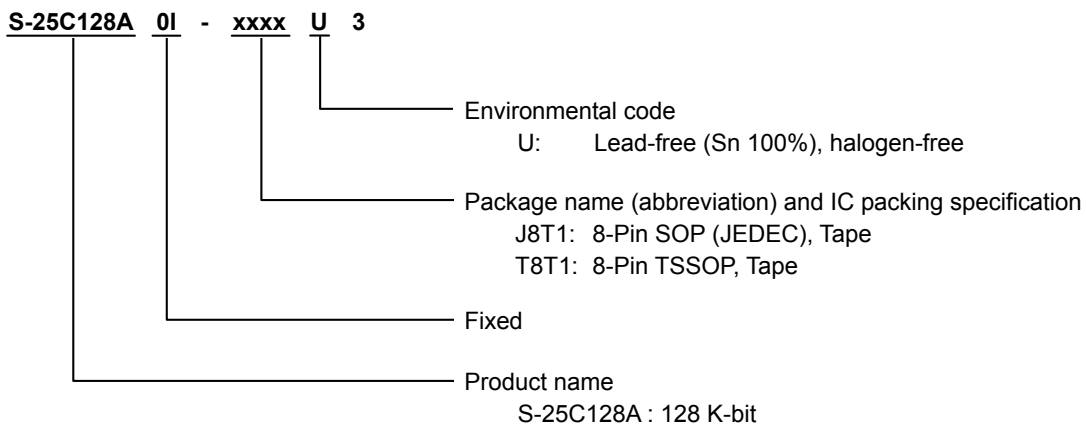 S-25C128A 0I - xxxx U 3
Environmental code
U: Lead-free (Sn 100%), halogen-free
Package name (abbreviation) and IC packing specification
J8T1: 8-Pin SOP (JEDEC), Tape
T8T1: 8-Pin TSSOP, Tape
Fixed
Product name
S-25C128A : 128 K-bit